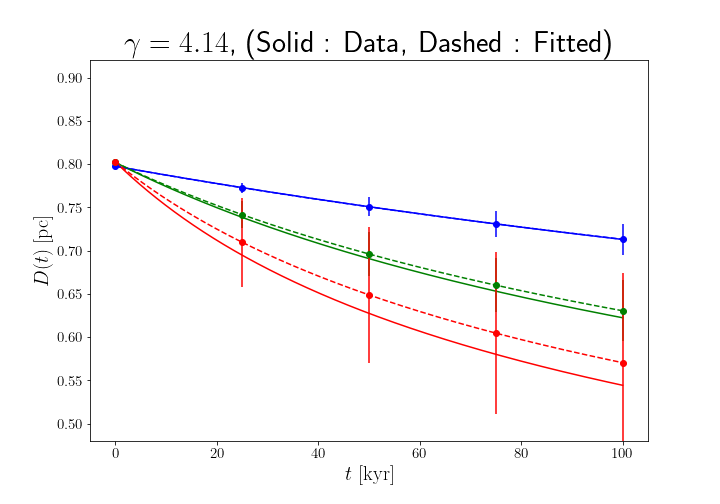 γ = 4.14, (Solid : Data, Dashed : Fitted)
0.90
0.85
0.80
0.75
0.70
0.65
0.60
0.55
0.50
D(t) [pc]
0 20 40 60 80 100
t [kyr]